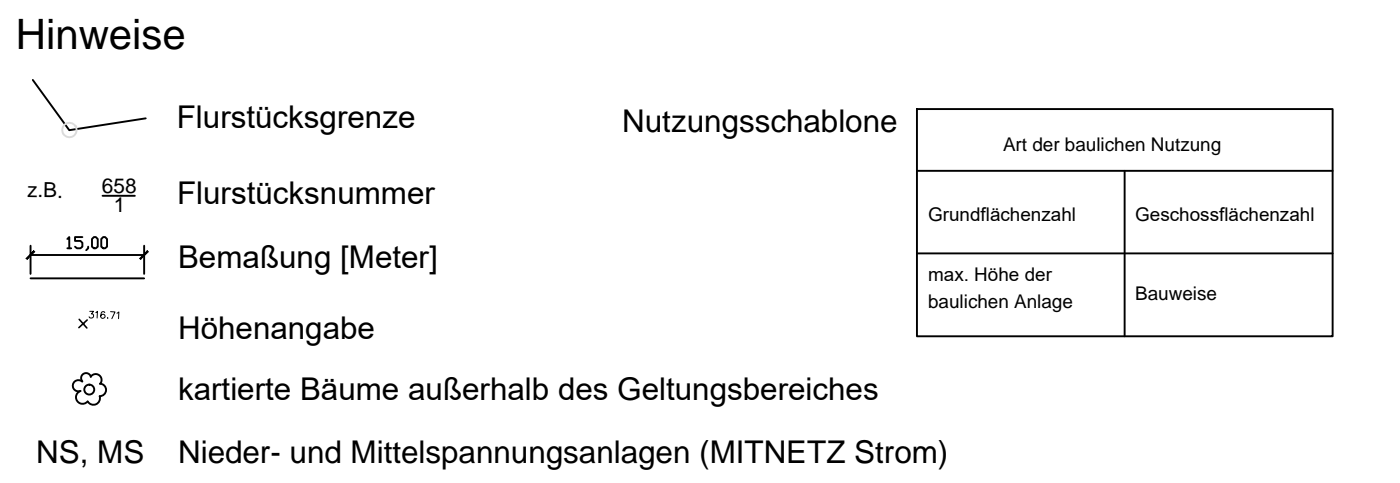 Hinweise
Flurstücksgrenze
z.B. 658/1 Flurstücksnummer
15,00 Bemaßung [Meter]
316.71 Höhenangabe
kartierte Bäume außerhalb des Geltungsbereiches
NS, MS Nieder- und Mittelspannungsanlagen (MITNETZ Strom)
Nutzungsschablone
Art der baulichen Nutzung
Grundflächenzahl Geschossflächenzahl
max. Höhe der
baulichen Anlage
Bauweise